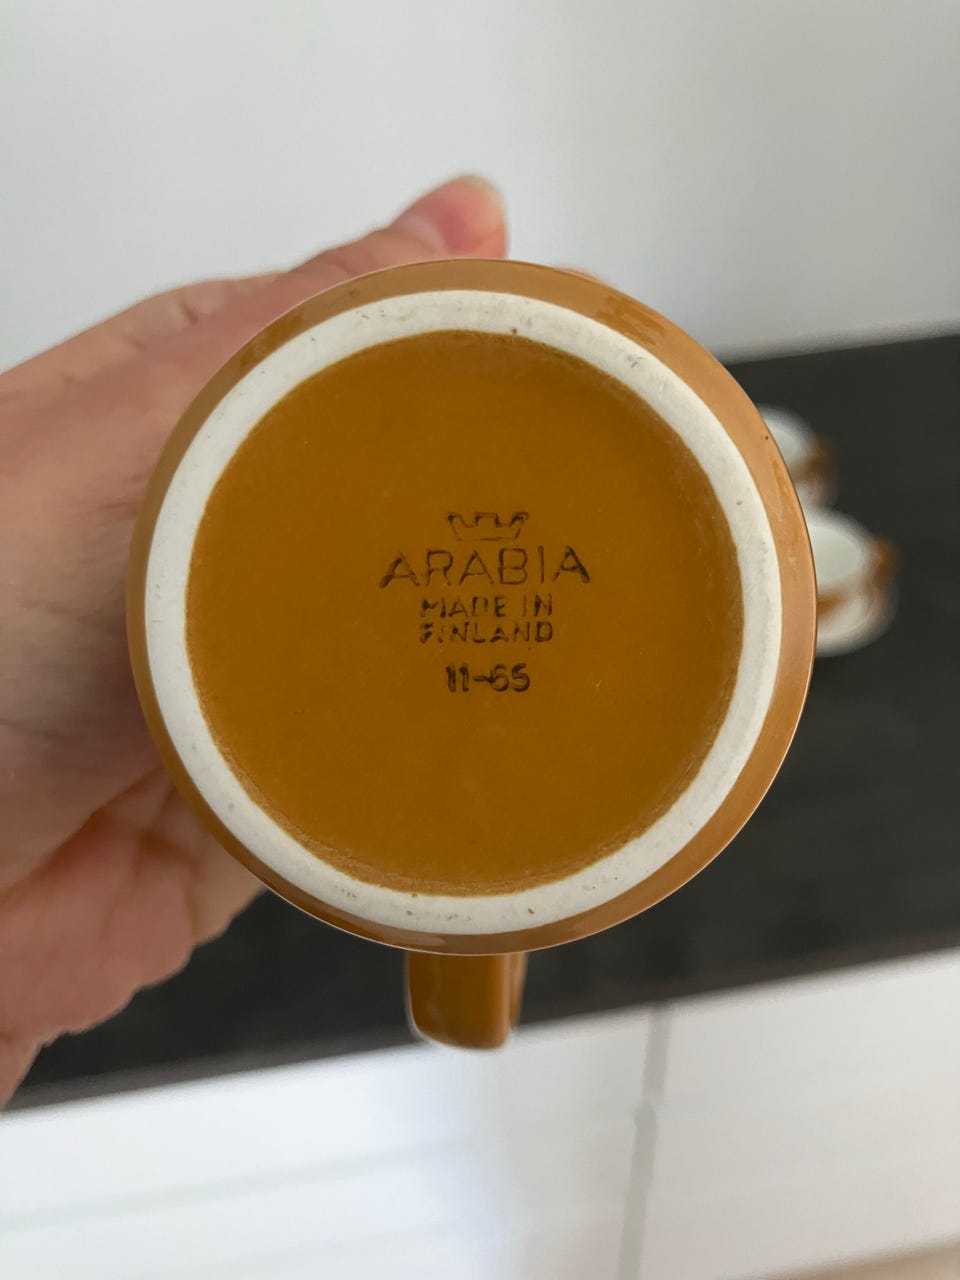 ARABIA
MADE IN
FINLAND
11-65